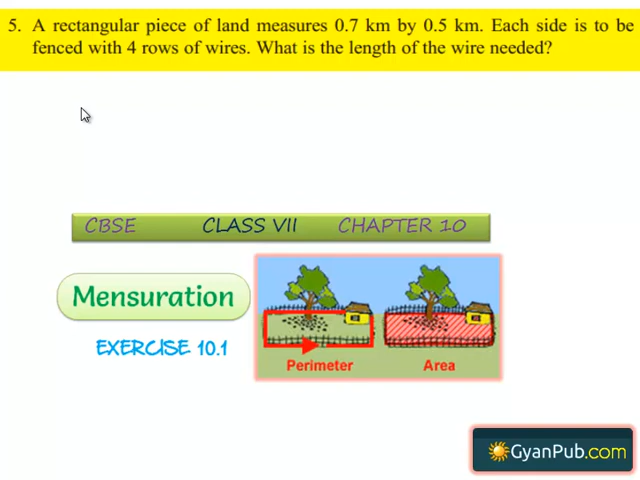 5. A rectangular piece of land measures 0.7 km by 0.5 km. Each side is to be
fenced with 4 rows of wires. What is the length of the wire needed?
CBSE CLASS VII CHAPTER 10
Mensuration
EXERCISE 10.1
Perimeter Area
GyanPub.com